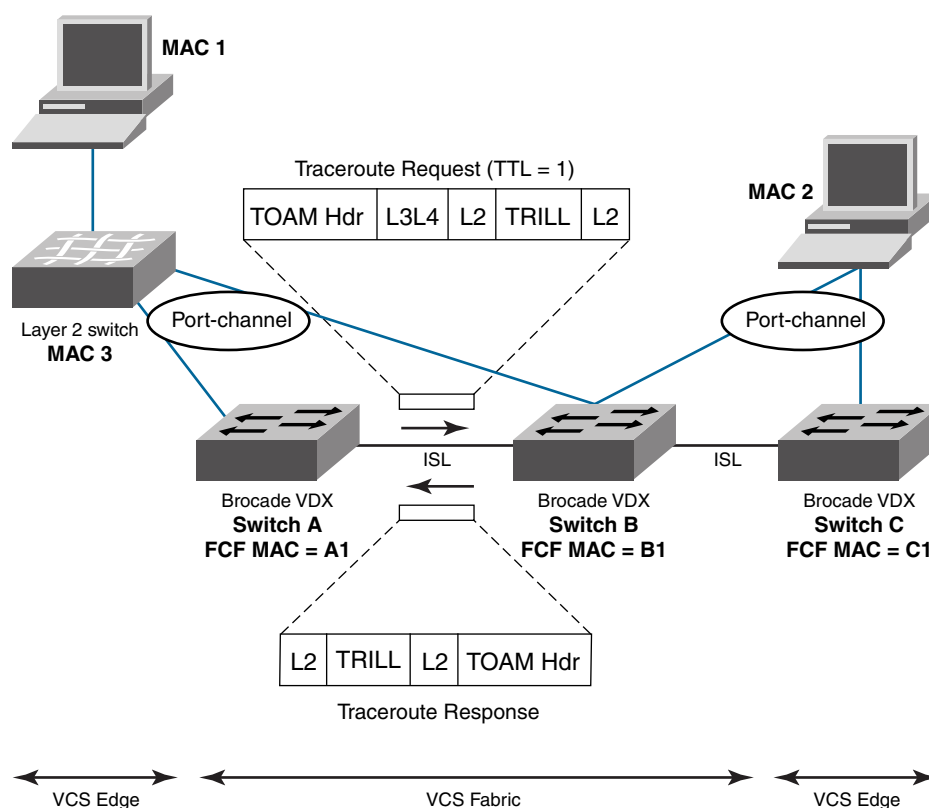 MAC 1
Traceroute Request (TTL = 1)
TOAM Hdr L3L4 L2 TRILL L2
MAC 2
Layer 2 switch
MAC 3
Port-channel
Port-channel
ISL
ISL
Brocade VDX
Switch A
FCF MAC = A1
Brocade VDX
Switch B
FCF MAC = B1
Brocade VDX
Switch C
FCF MAC = C1
L2 TRILL L2 TOAM Hdr
Traceroute Response
VCS Edge
VCS Fabric
VCS Edge